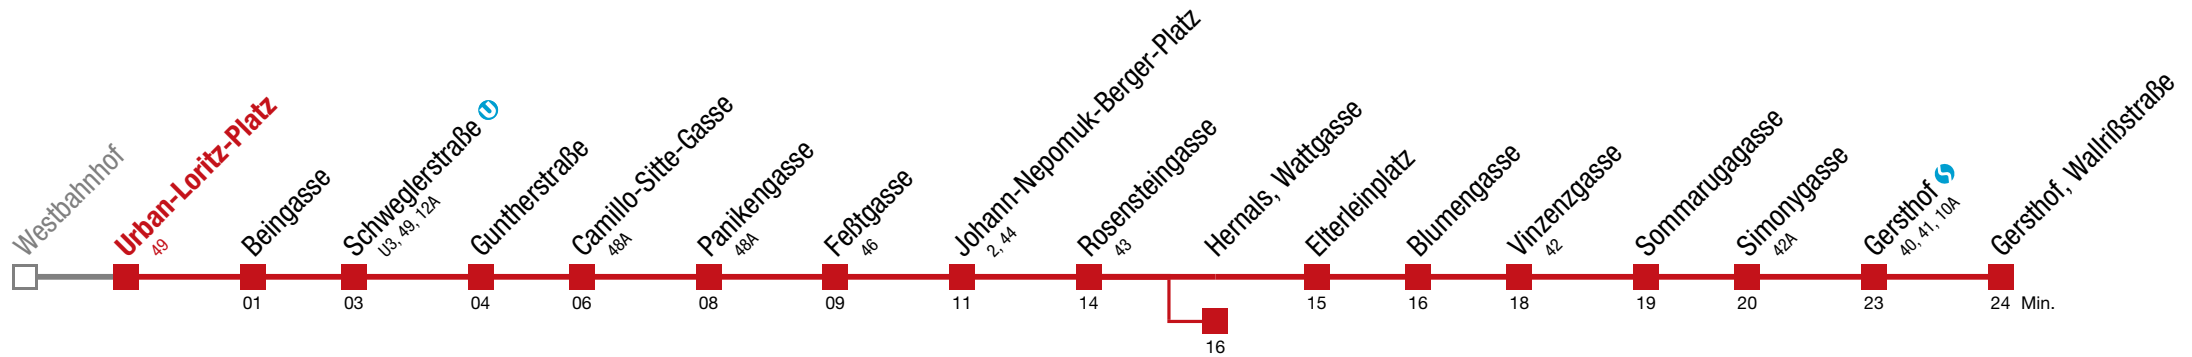 Westbahnhof
Urban-Loritz-Platz
49
Beingasse
Schweglerstraße U
U3, 49, 12A
Guntherstraße
Camillo-Sitte-Gasse
48A
Panikengasse
48A
Feßtgasse
46
Johann-Nepomuk-Berger-Platz
2, 44
Rosensteingasse
43
Hernals, Wattgasse
Elterleinplatz
Blumengasse
Vinzenzgasse
42
Sommarugagasse
Simonygasse
42A
Gersthof
40, 41, 10A
Gersthof, Wallrißstraße
01 03 04 06 08 09 11 14 15 16 18 19 20 23 24 Min.
16